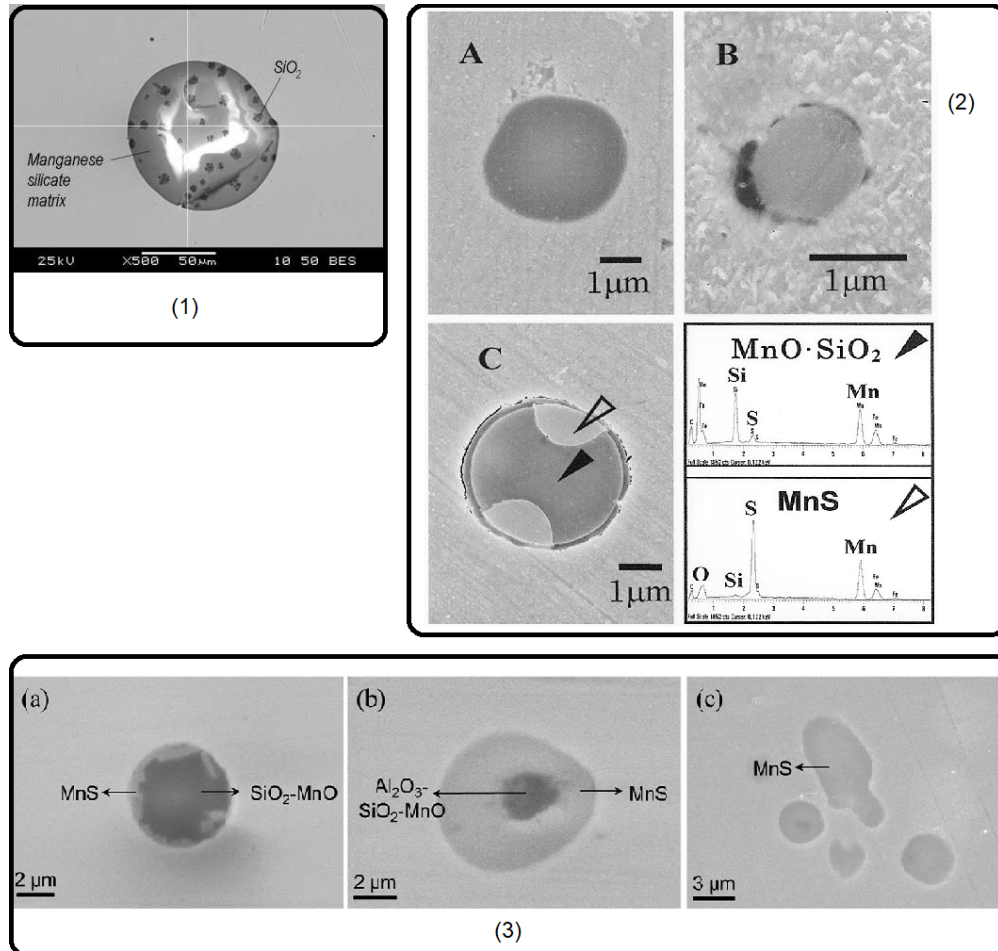 SiO₂
Manganese
silicate
matrix
25kV X500 50µm 10 50 BES
(1)
A
1µm
B
1µm
(2)
C
1µm
MnO·SiO₂
Si
S
Mn
MnS
S
Mn
O
Si
(a)
MnS
SiO₂-MnO
2 µm
(b)
Al₂O₃-
SiO₂-MnO
MnS
2 µm
(c)
MnS
3 µm
(3)